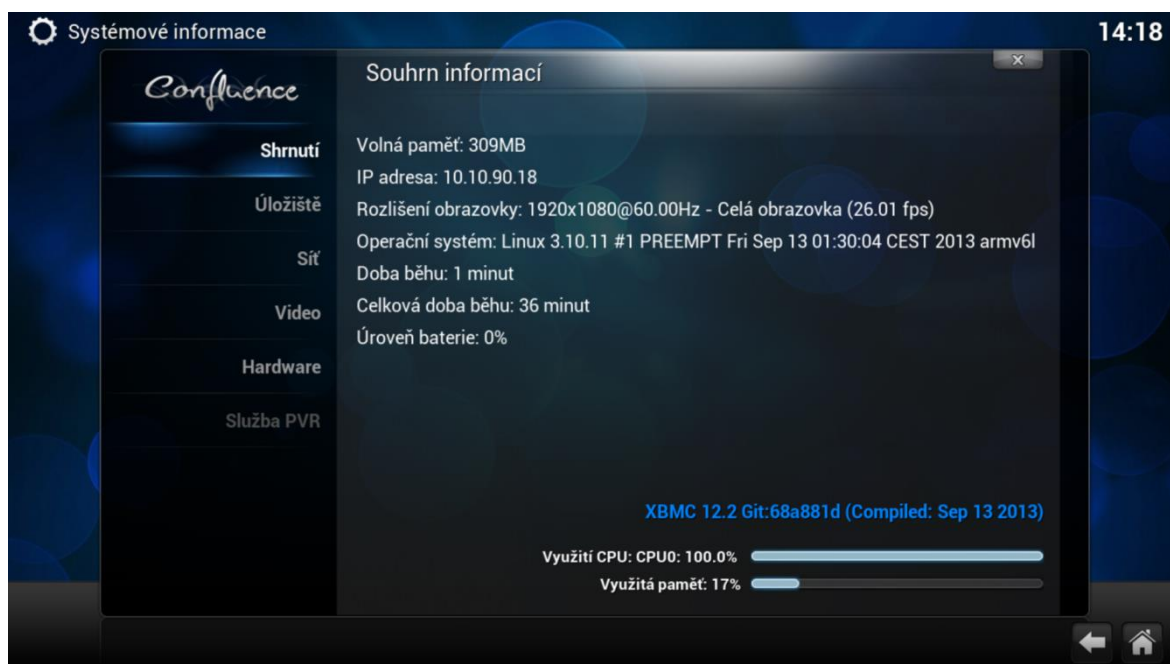 Systémové informace
14:18
Confluence
Souhrn informací
x
Shrnutí
Úložiště
Síť
Video
Hardware
Služba PVR
Volná paměť: 309MB
IP adresa: 10.10.90.18
Rozlišení obrazovky: 1920x1080@60.00Hz - Celá obrazovka (26.01 fps)
Operační systém: Linux 3.10.11 #1 PREEMPT Fri Sep 13 01:30:04 CEST 2013 armv6l
Doba běhu: 1 minut
Celková doba běhu: 36 minut
Úroveň baterie: 0%
XBMC 12.2 Git:68a881d (Compiled: Sep 13 2013)
Využití CPU: CPU0: 100.0%
Využitá paměť: 17%